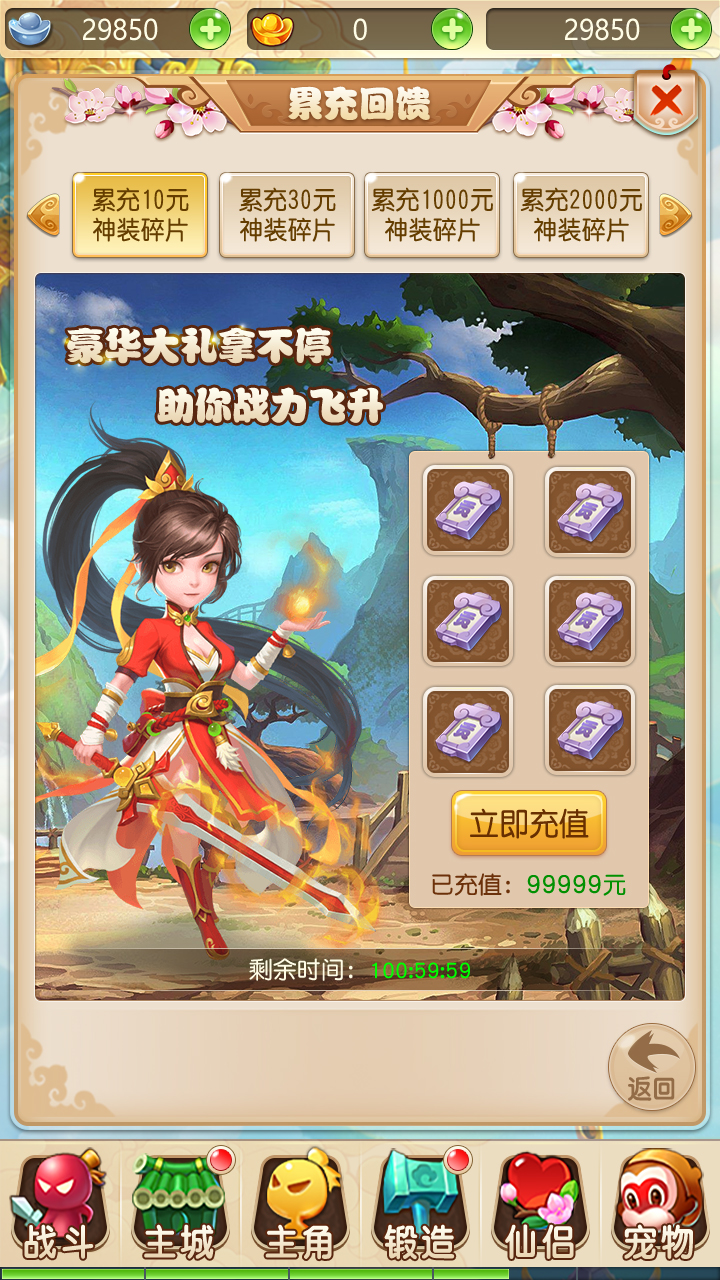 29850
0
29850
累充回馈
累充10元
神装碎片
累充30元
神装碎片
累充1000元
神装碎片
累充2000元
神装碎片
豪华大礼拿不停
助你战力飞升
立即充值
已充值：99999元
剩余时间：100:59:59
返回
战斗
主城
主角
锻造
仙侣
宠物